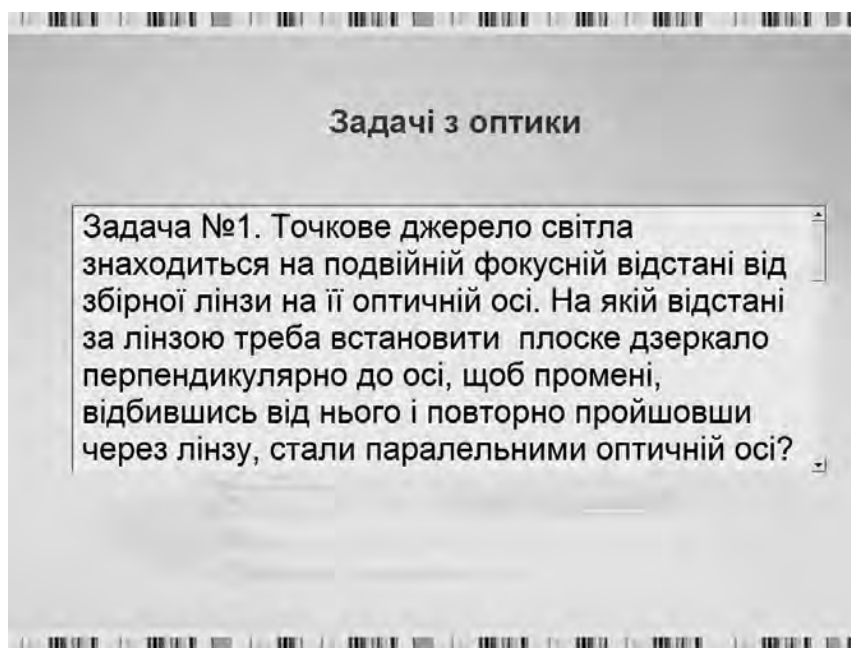 Задачі з оптики
Задача №1. Точкове джерело світла
знаходиться на подвійній фокусній відстані від
збірної лінзи на її оптичній осі. На якій відстані
за лінзою треба встановити плоске дзеркало
перпендикулярно до осі, щоб промені,
відбившись від нього і повторно пройшовши
через лінзу, стали паралельними оптичній осі?